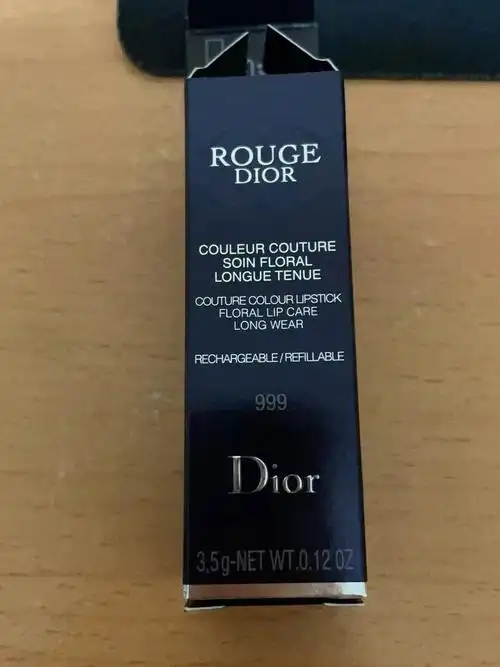 ROUGE
DIOR
COULEUR COUTURE
SOIN FLORAL
LONGUE TENUE
COUTURE COLOUR LIPSTICK
FLORAL LIP CARE
LONG WEAR
RECHARGEABLE/REFILLABLE
999
Dior
3,5g-NET WT.0.12 OZ